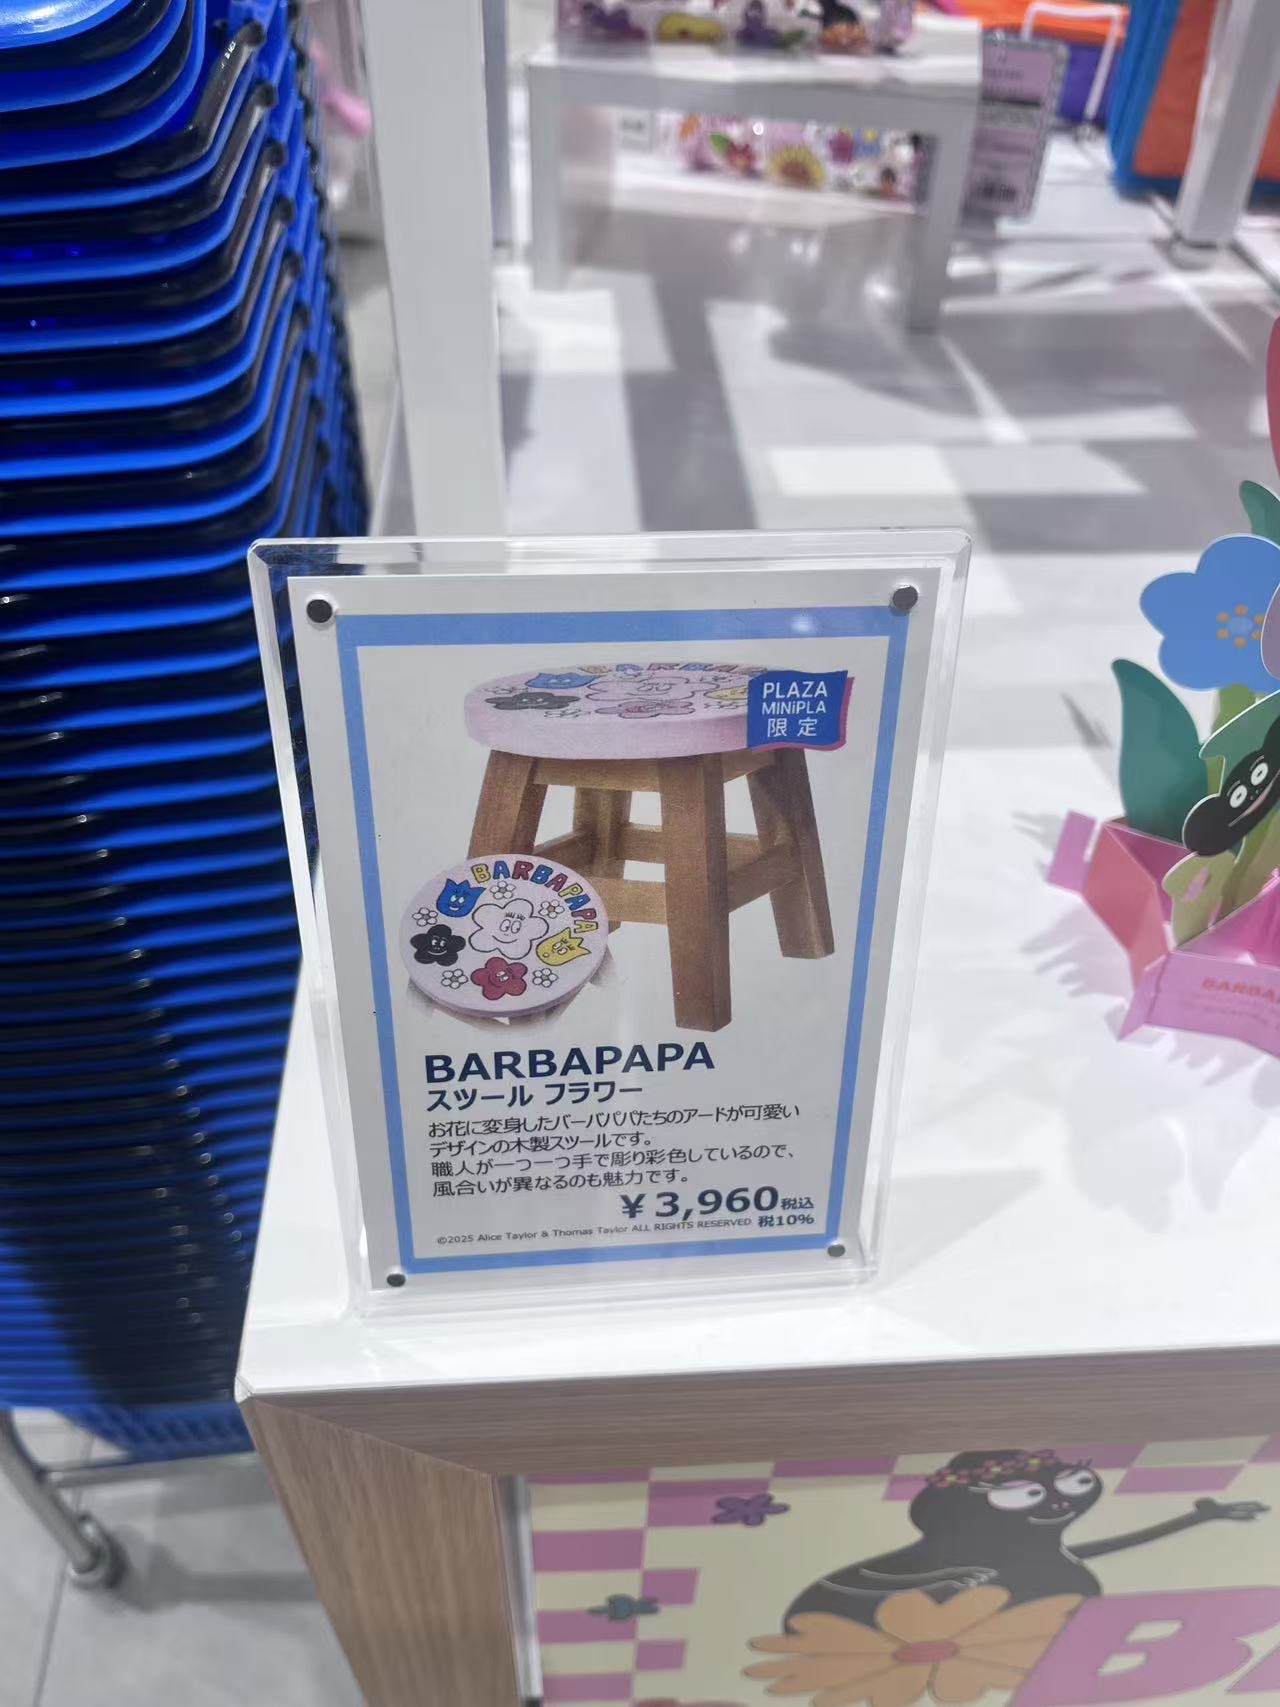 PLAZA
MINiPLA
限定
BARBAPAPA
BARBAPAPA
スツール フラワー
お花に変身したバーバパパたちのアードが可愛い
デザインの木製スツールです。
職人が一つ一つ手で彫り彩色しているので、
風合いが異なるのも魅力です。
¥3,960税込
税10%
©2025 Alice Taylor & Thomas Taylor ALL RIGHTS RESERVED